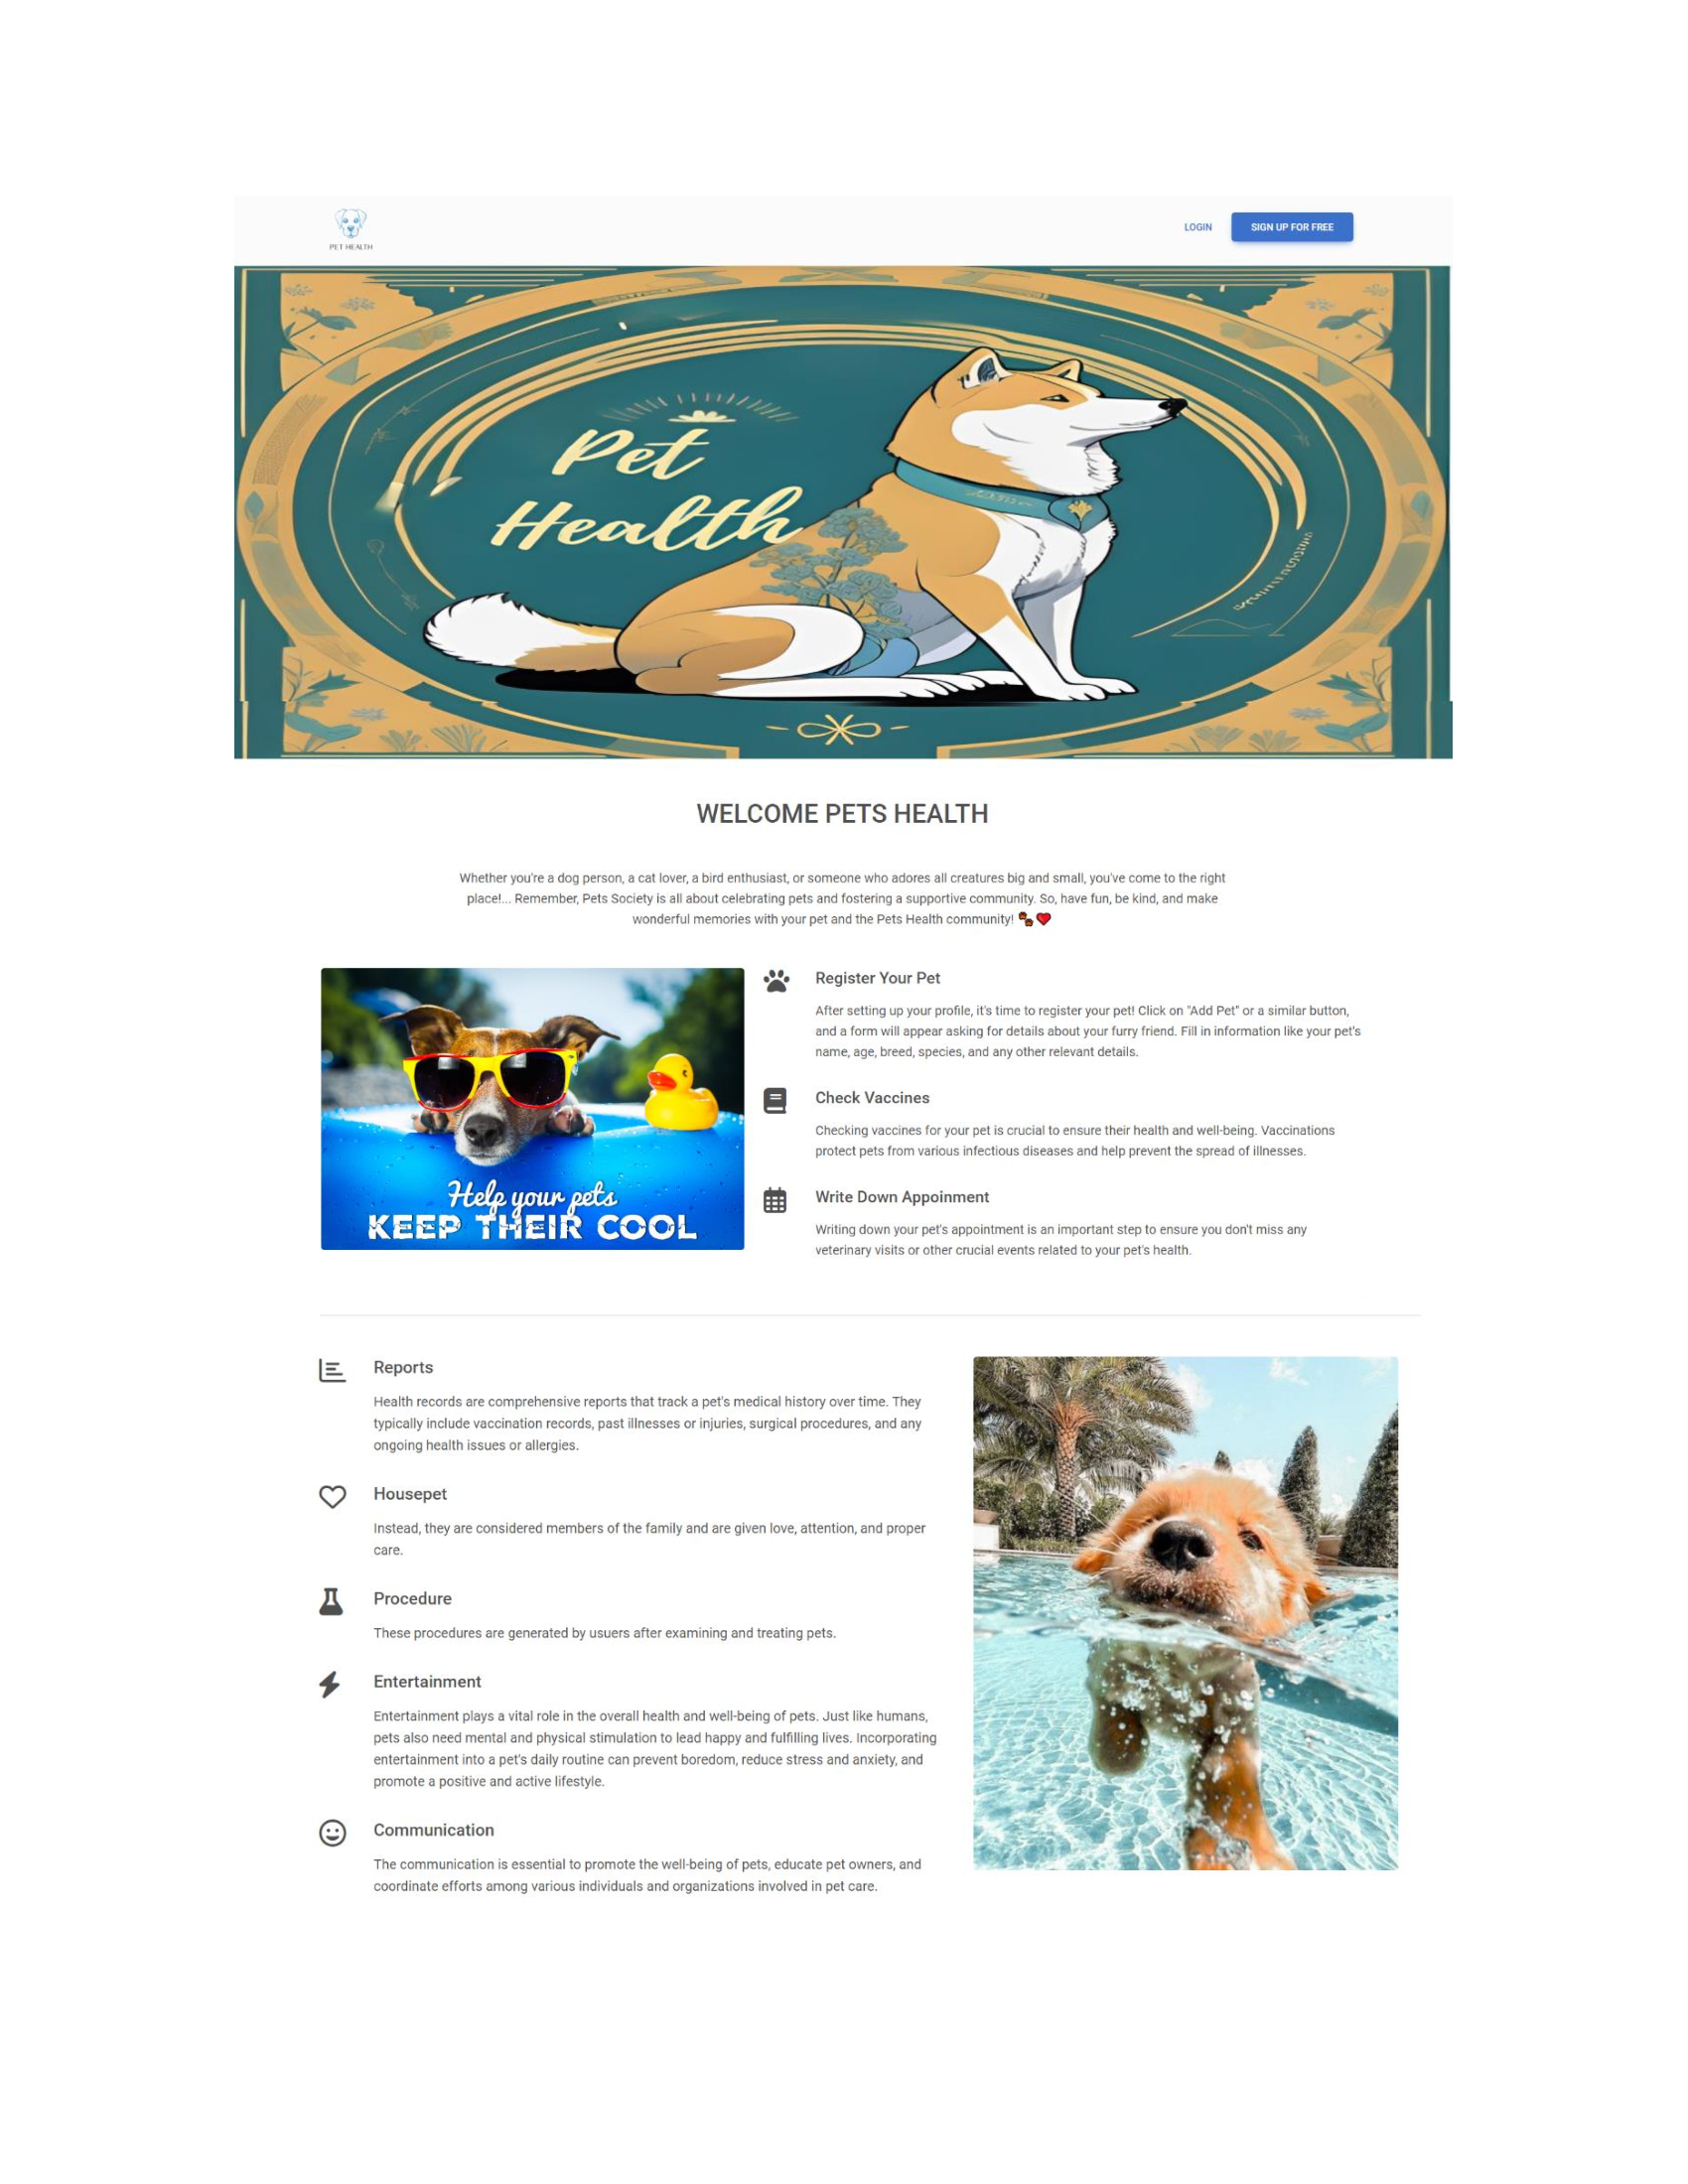 PET HEALTH
LOGIN
SIGN UP FOR FREE
Pet
Health
WELCOME PETS HEALTH
Whether you're a dog person, a cat lover, a bird enthusiast, or someone who adores all creatures big and small, you've come to the right
place!... Remember, Pets Society is all about celebrating pets and fostering a supportive community. So, have fun, be kind, and make
wonderful memories with your pet and the Pets Health community! 🐾❤️
Help your pets
KEEP THEIR COOL
Register Your Pet
After setting up your profile, it's time to register your pet! Click on "Add Pet" or a similar button,
and a form will appear asking for details about your furry friend. Fill in information like your pet's
name, age, breed, species, and any other relevant details.
Check Vaccines
Checking vaccines for your pet is crucial to ensure their health and well-being. Vaccinations
protect pets from various infectious diseases and help prevent the spread of illnesses.
Write Down Appoinment
Writing down your pet's appointment is an important step to ensure you don't miss any
veterinary visits or other crucial events related to your pet's health.
Reports
Health records are comprehensive reports that track a pet's medical history over time. They
typically include vaccination records, past illnesses or injuries, surgical procedures, and any
ongoing health issues or allergies.
Housepet
Instead, they are considered members of the family and are given love, attention, and proper
care.
Procedure
These procedures are generated by usuers after examining and treating pets.
Entertainment
Entertainment plays a vital role in the overall health and well-being of pets. Just like humans,
pets also need mental and physical stimulation to lead happy and fulfilling lives. Incorporating
entertainment into a pet's daily routine can prevent boredom, reduce stress and anxiety, and
promote a positive and active lifestyle.
Communication
The communication is essential to promote the well-being of pets, educate pet owners, and
coordinate efforts among various individuals and organizations involved in pet care.